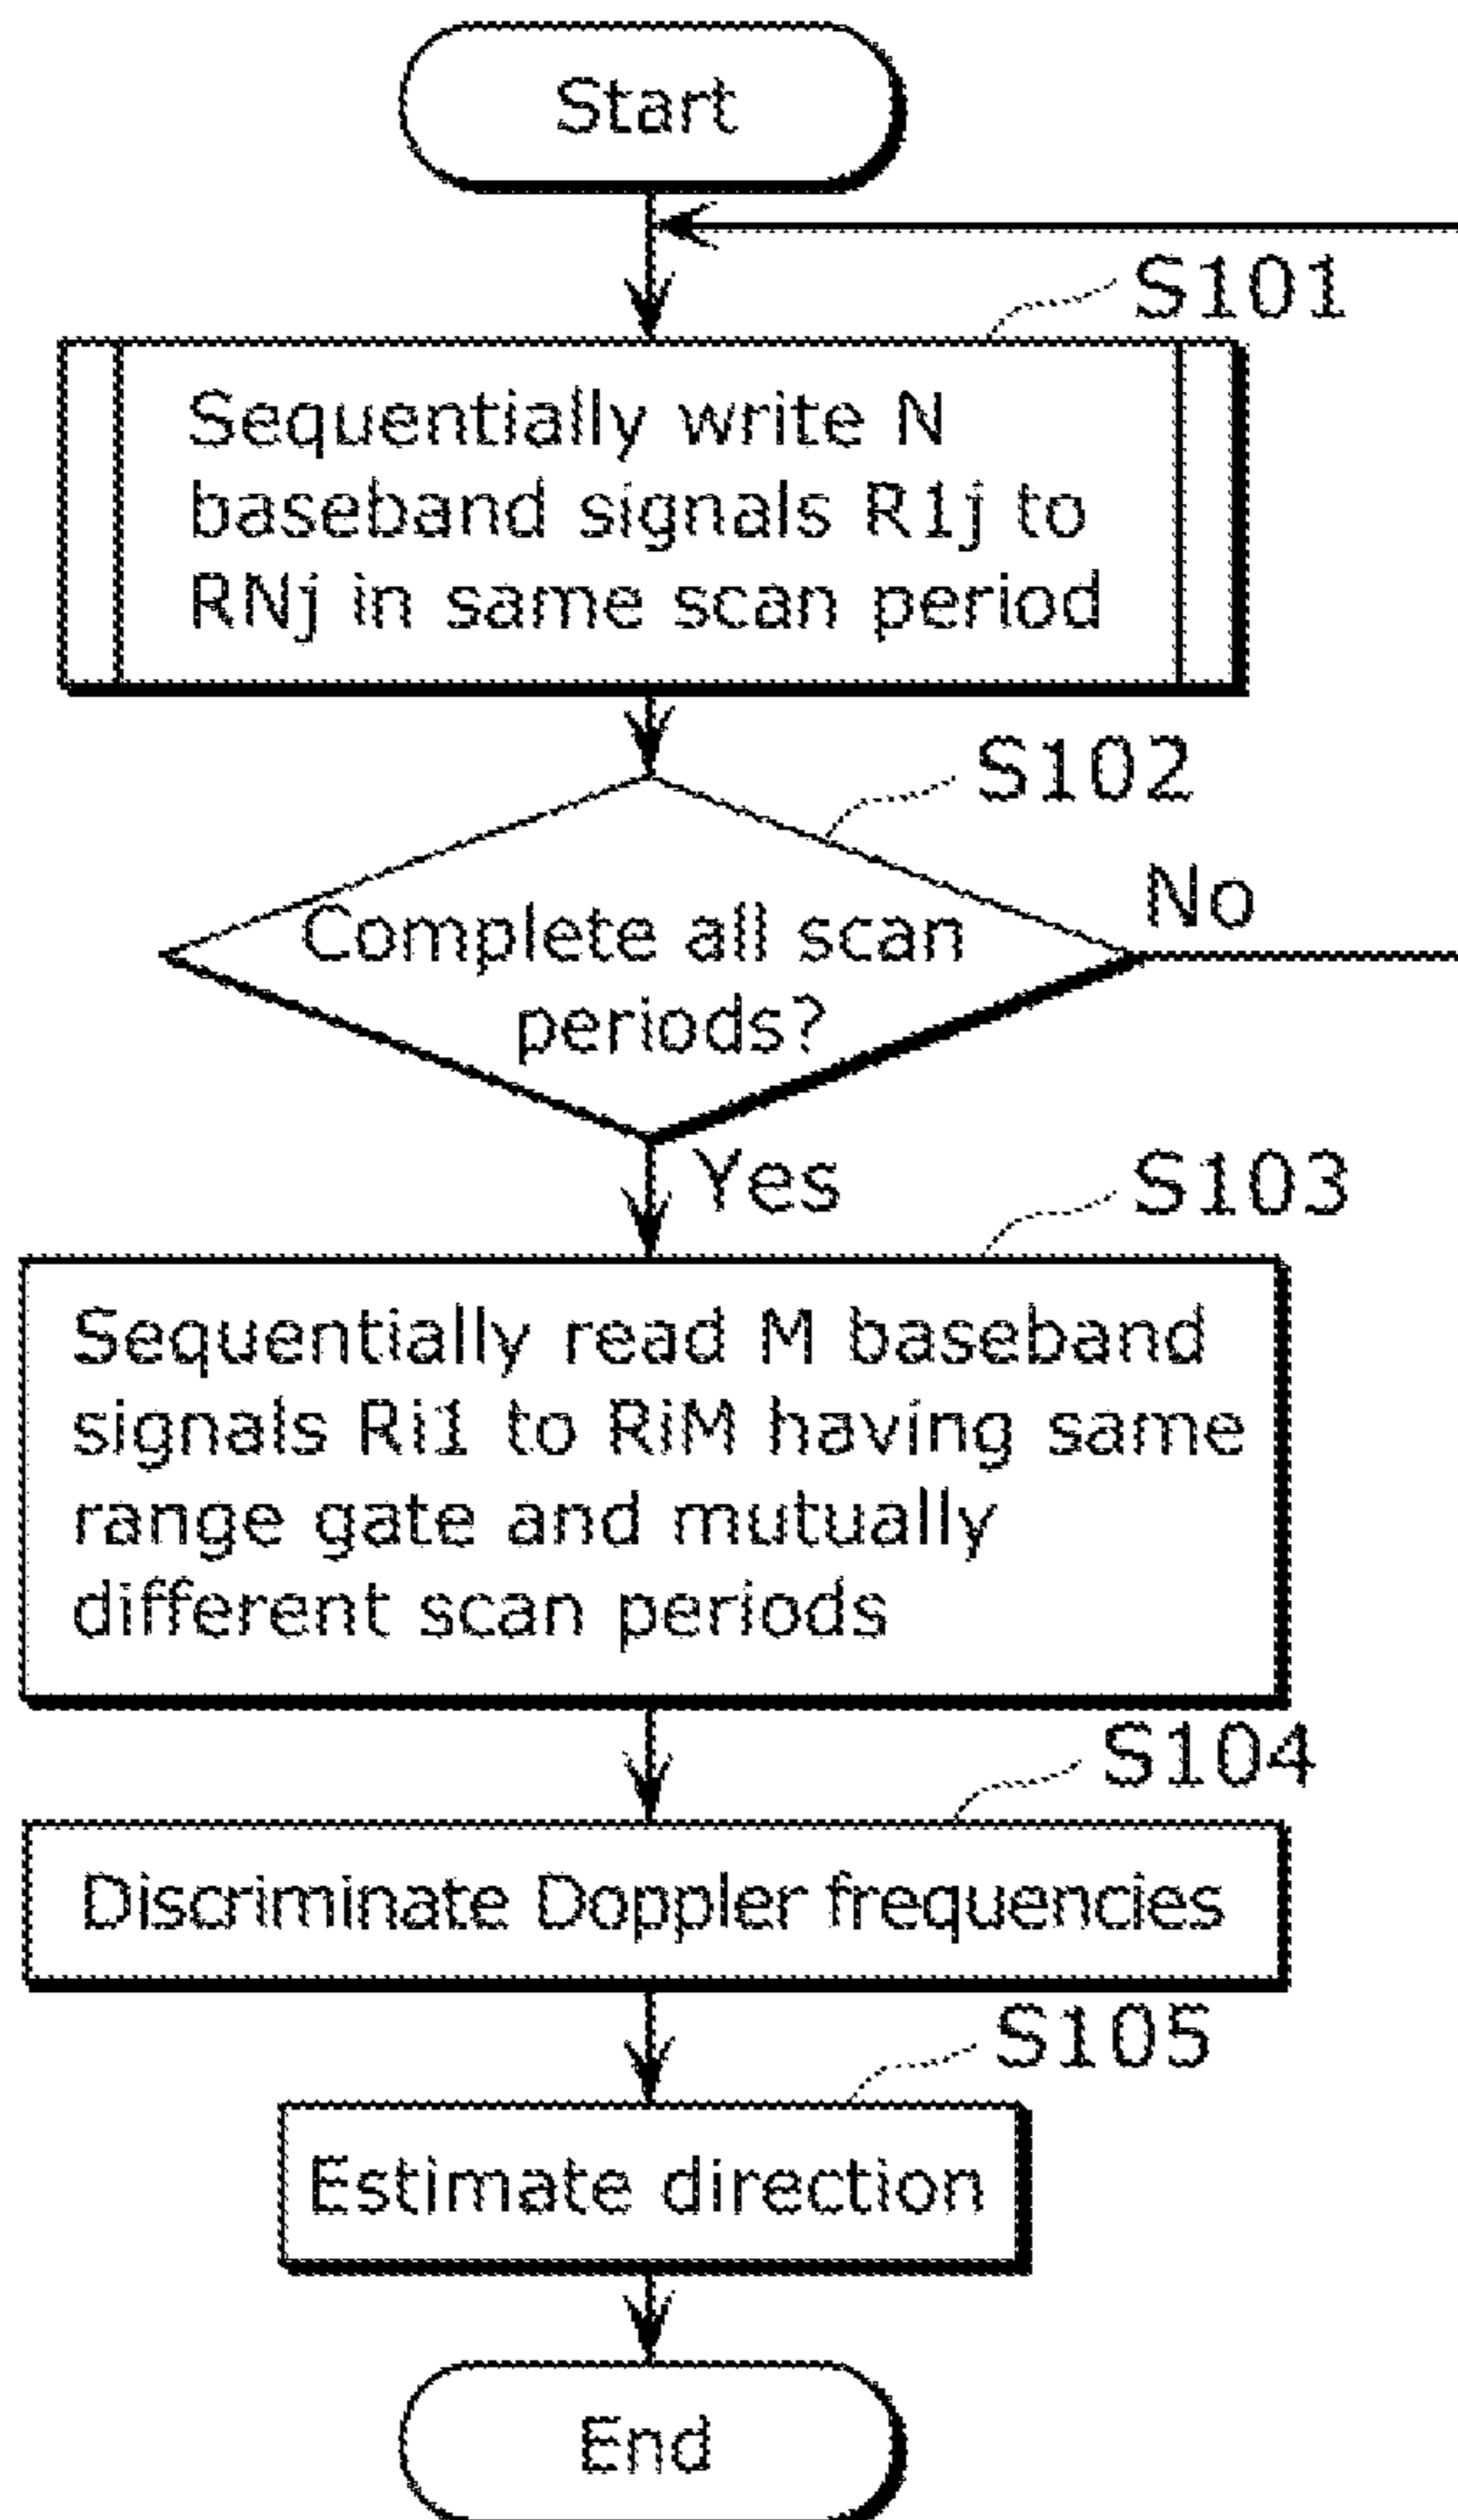 Start
S101
Sequentially write N
baseband signals R1j to
RNj in same scan period
S102
Complete all scan
periods?
No
Yes
S103
Sequentially read M baseband
signals Ri1 to RiM having same
range gate and mutually
different scan periods
S104
Discriminate Doppler frequencies
S105
Estimate direction
End